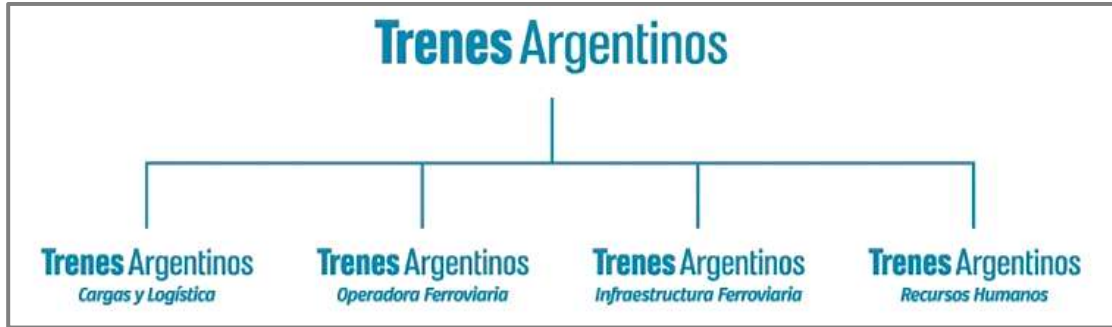 Trenes Argentinos
Trenes Argentinos
Cargas y Logística
Trenes Argentinos
Operadora Ferroviaria
Trenes Argentinos
Infraestructura Ferroviaria
Trenes Argentinos
Recursos Humanos